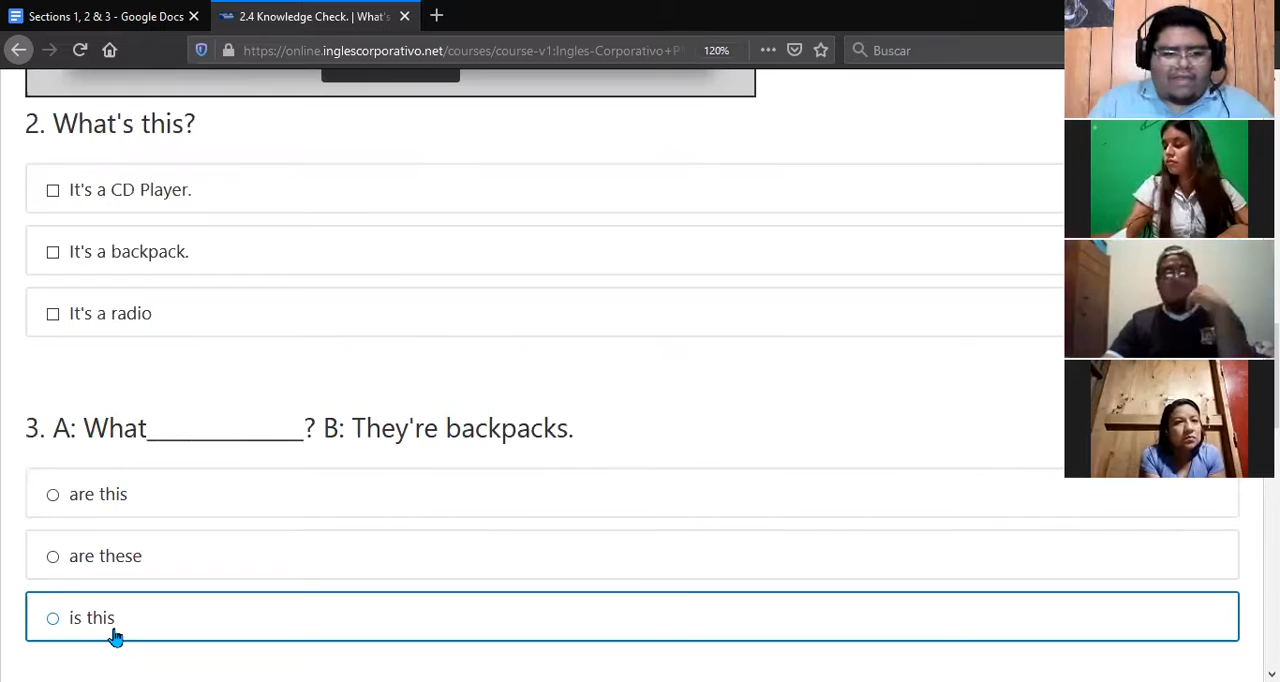 Sections 1, 2 & 3 - Google Docs
2.4 Knowledge Check. | What's
https://online.inglescorporativo.net/courses/course-v1:Ingles-Corporativo+P
120%
Buscar
2. What's this?
It's a CD Player.
It's a backpack.
It's a radio
3. A: What____________? B: They're backpacks.
are this
are these
is this